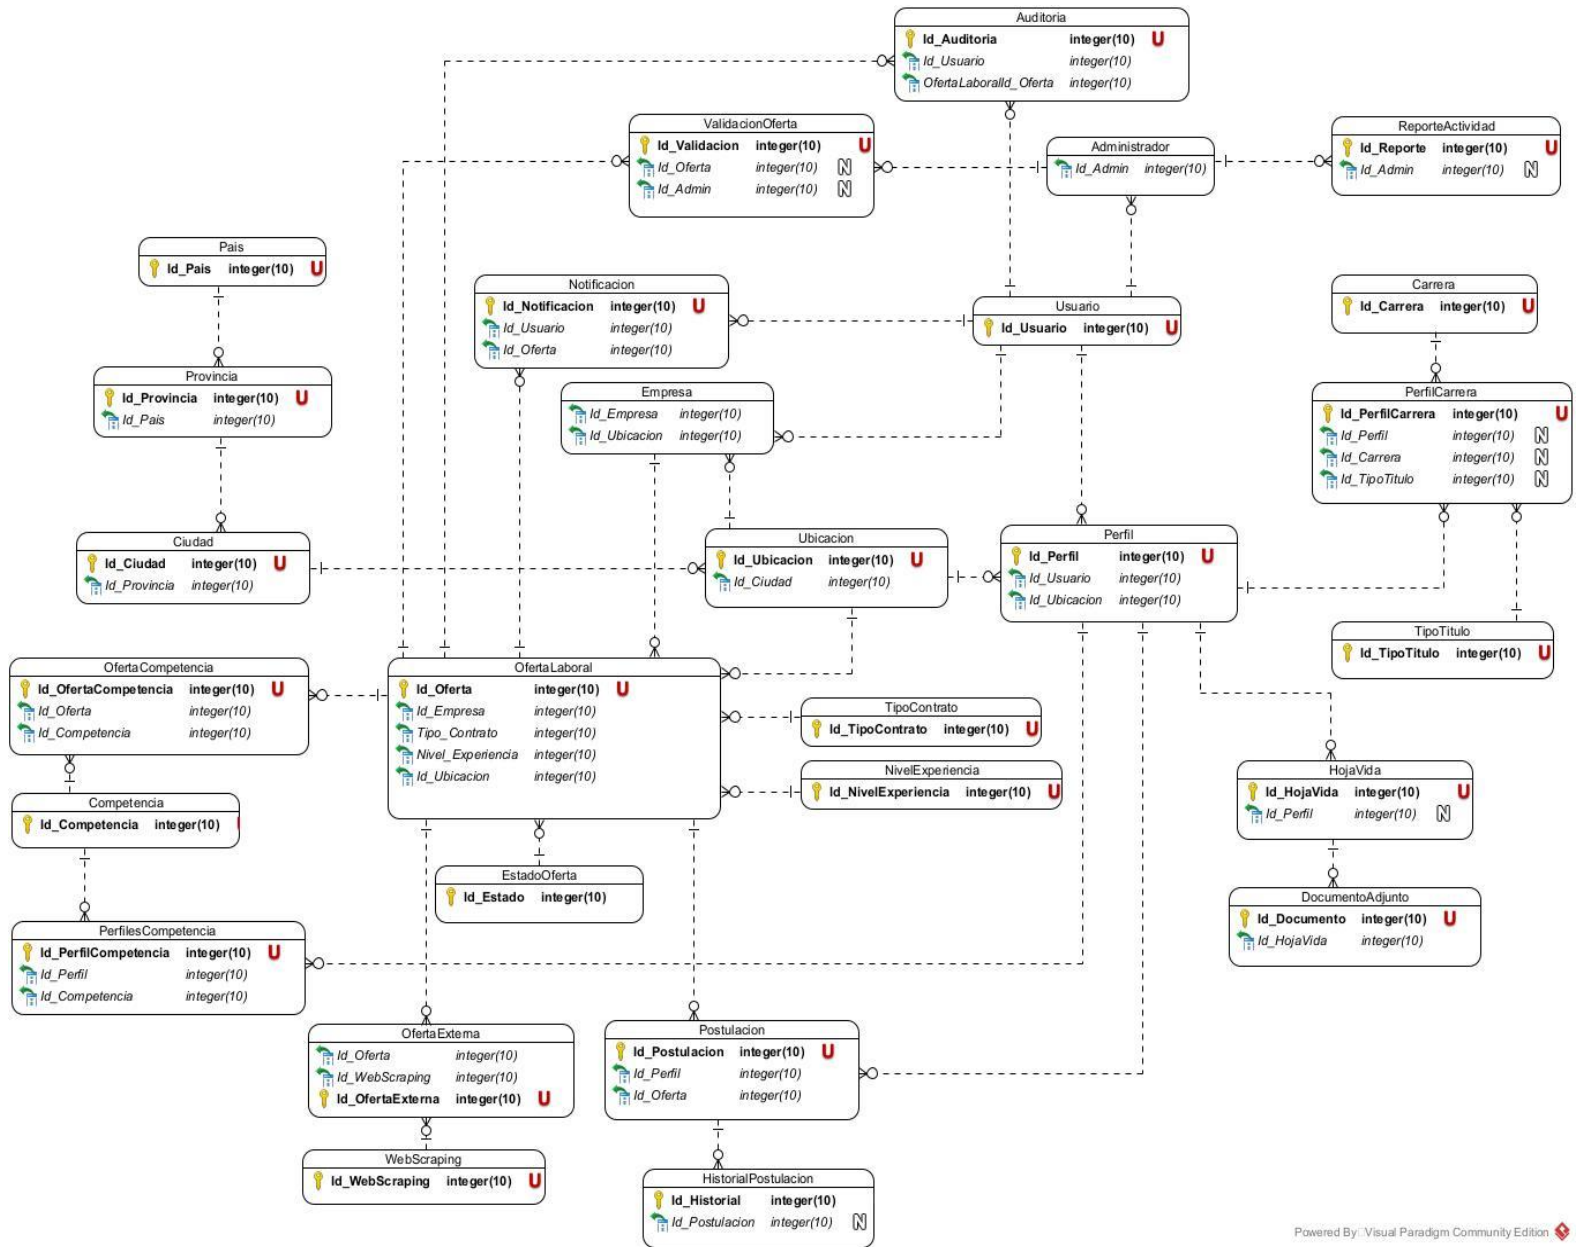 Auditoria
Id_Auditoria integer(10) U
Id_Usuario integer(10)
OfertaLaboralId_Oferta integer(10)
ValidacionOferta
Id_Validacion integer(10) U
Id_Oferta integer(10) N
Id_Admin integer(10) N
Administrador
Id_Admin integer(10)
ReporteActividad
Id_Reporte integer(10) U
Id_Admin integer(10) N
Pais
Id_Pais integer(10) U
Notificacion
Id_Notificacion integer(10) U
Id_Usuario integer(10)
Id_Oferta integer(10)
Usuario
Id_Usuario integer(10) U
Carrera
Id_Carrera integer(10) U
Provincia
Id_Provincia integer(10) U
Id_Pais integer(10)
Empresa
Id_Empresa integer(10)
Id_Ubicacion integer(10)
PerfilCarrera
Id_PerfilCarrera integer(10) U
Id_Perfil integer(10) N
Id_Carrera integer(10) N
Id_TipoTitulo integer(10) N
Ciudad
Id_Ciudad integer(10) U
Id_Provincia integer(10)
Ubicacion
Id_Ubicacion integer(10) U
Id_Ciudad integer(10)
Perfil
Id_Perfil integer(10) U
Id_Usuario integer(10)
Id_Ubicacion integer(10)
TipoTitulo
Id_TipoTitulo integer(10) U
OfertaCompetencia
Id_OfertaCompetencia integer(10) U
Id_Oferta integer(10)
Id_Competencia integer(10)
OfertaLaboral
Id_Oferta integer(10) U
Id_Empresa integer(10)
Tipo_Contrato integer(10)
Nivel_Experiencia integer(10)
Id_Ubicacion integer(10)
TipoContrato
Id_TipoContrato integer(10) U
NivelExperiencia
Id_NivelExperiencia integer(10) U
HojaVida
Id_HojaVida integer(10) U
Id_Perfil integer(10) N
Competencia
Id_Competencia integer(10)
EstadoOferta
Id_Estado integer(10)
DocumentoAdjunto
Id_Documento integer(10) U
Id_HojaVida integer(10)
PerfilesCompetencia
Id_PerfilCompetencia integer(10) U
Id_Perfil integer(10)
Id_Competencia integer(10)
OfertaExterna
Id_Oferta integer(10)
Id_WebScraping integer(10)
Id_OfertaExterna integer(10) U
Postulacion
Id_Postulacion integer(10) U
Id_Perfil integer(10)
Id_Oferta integer(10)
WebScraping
Id_WebScraping integer(10) U
HistorialPostulacion
Id_Historial integer(10)
Id_Postulacion integer(10) N
Powered By Visual Paradigm Community Edition